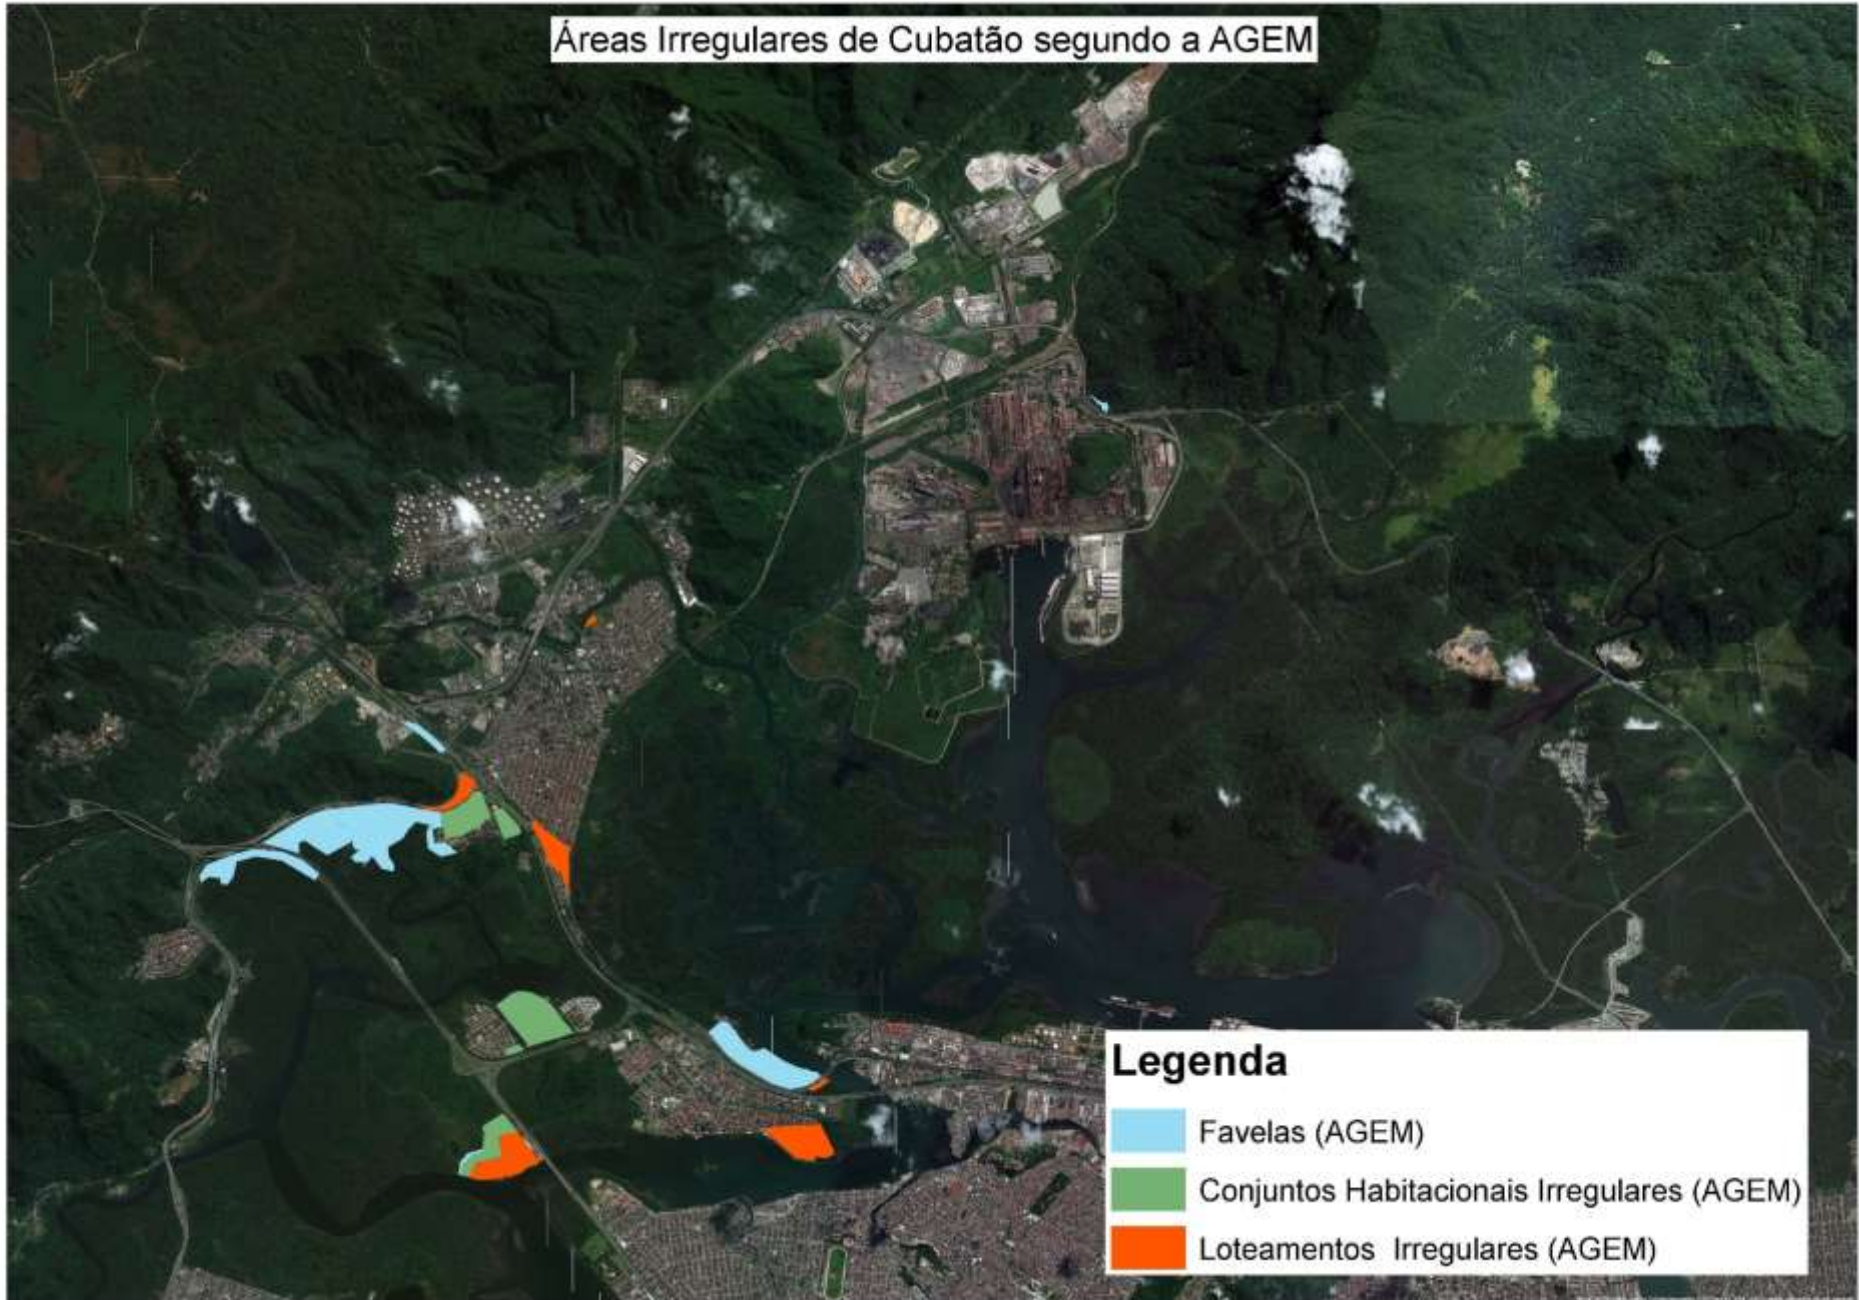 Áreas Irregulares de Cubatão segundo a AGEM
Legenda
Favelas (AGEM)
Conjuntos Habitacionais Irregulares (AGEM)
Loteamentos Irregulares (AGEM)